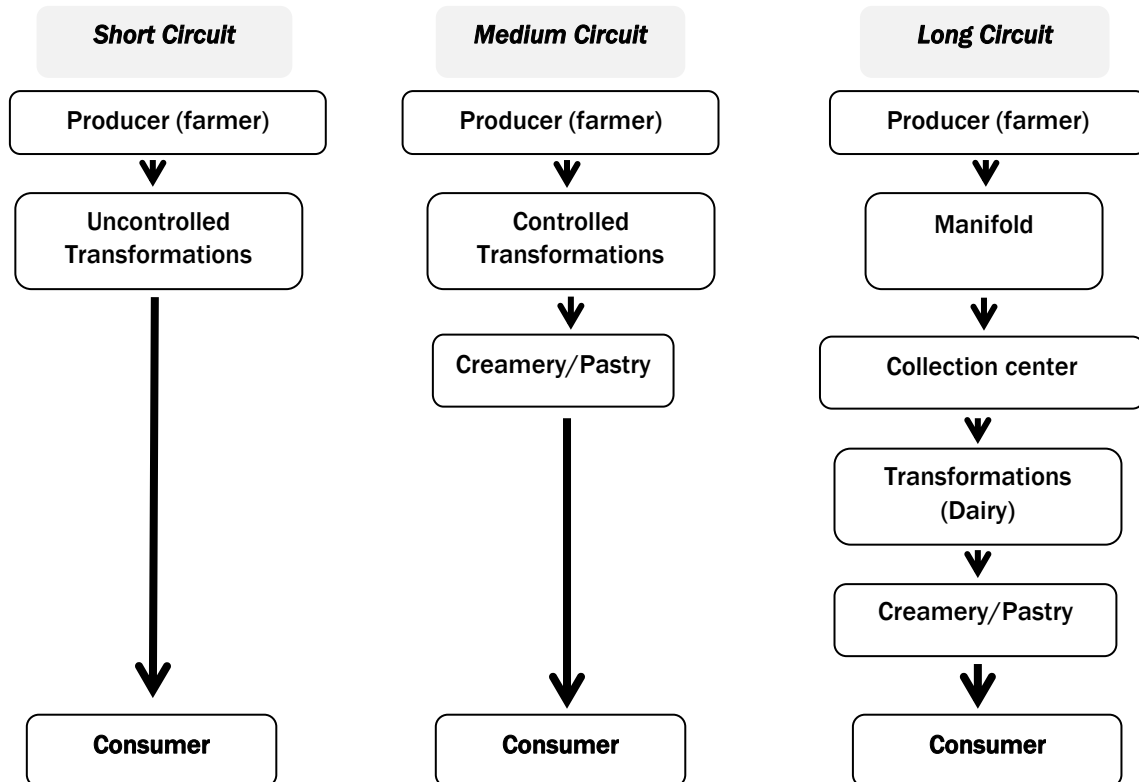 Short Circuit
Producer (farmer)
Uncontrolled
Transformations
Consumer
Medium Circuit
Producer (farmer)
Controlled
Transformations
Creamery/Pastry
Consumer
Long Circuit
Producer (farmer)
Manifold
Collection center
Transformations
(Dairy)
Creamery/Pastry
Consumer